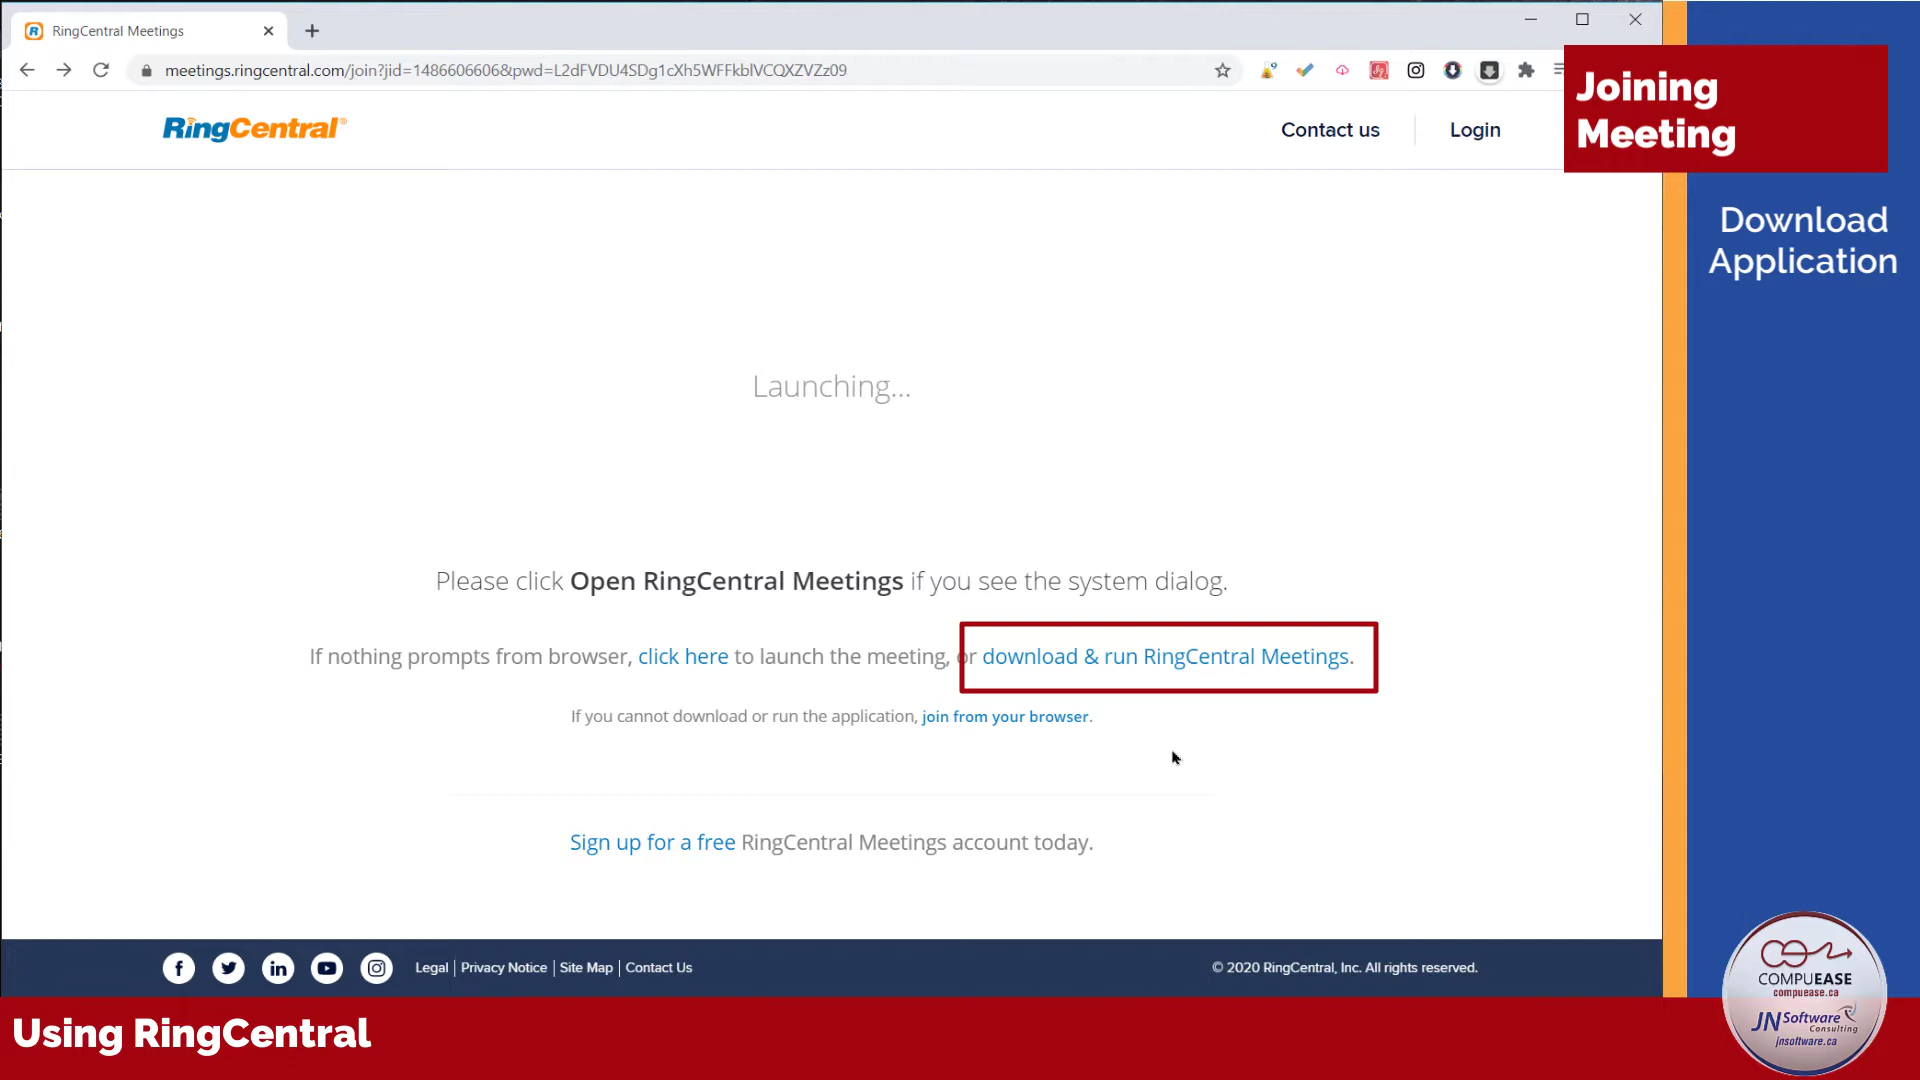 RingCentral Meetings
meetings.ringcentral.com/join?jid=1486606606&pwd=L2dFVDU4SDg1cXh5WFFkblVCQXZVZz09
Joining
Meeting
RingCentral®
Contact us
Login
Download
Application
Launching...
Please click Open RingCentral Meetings if you see the system dialog.
If nothing prompts from browser, click here to launch the meeting, or download & run RingCentral Meetings.
If you cannot download or run the application, join from your browser.
Sign up for a free RingCentral Meetings account today.
Legal | Privacy Notice | Site Map | Contact Us
© 2020 RingCentral, Inc. All rights reserved.
COMPUEASE
compuease.ca
JN Software
Consulting
jnsoftware.ca
Using RingCentral